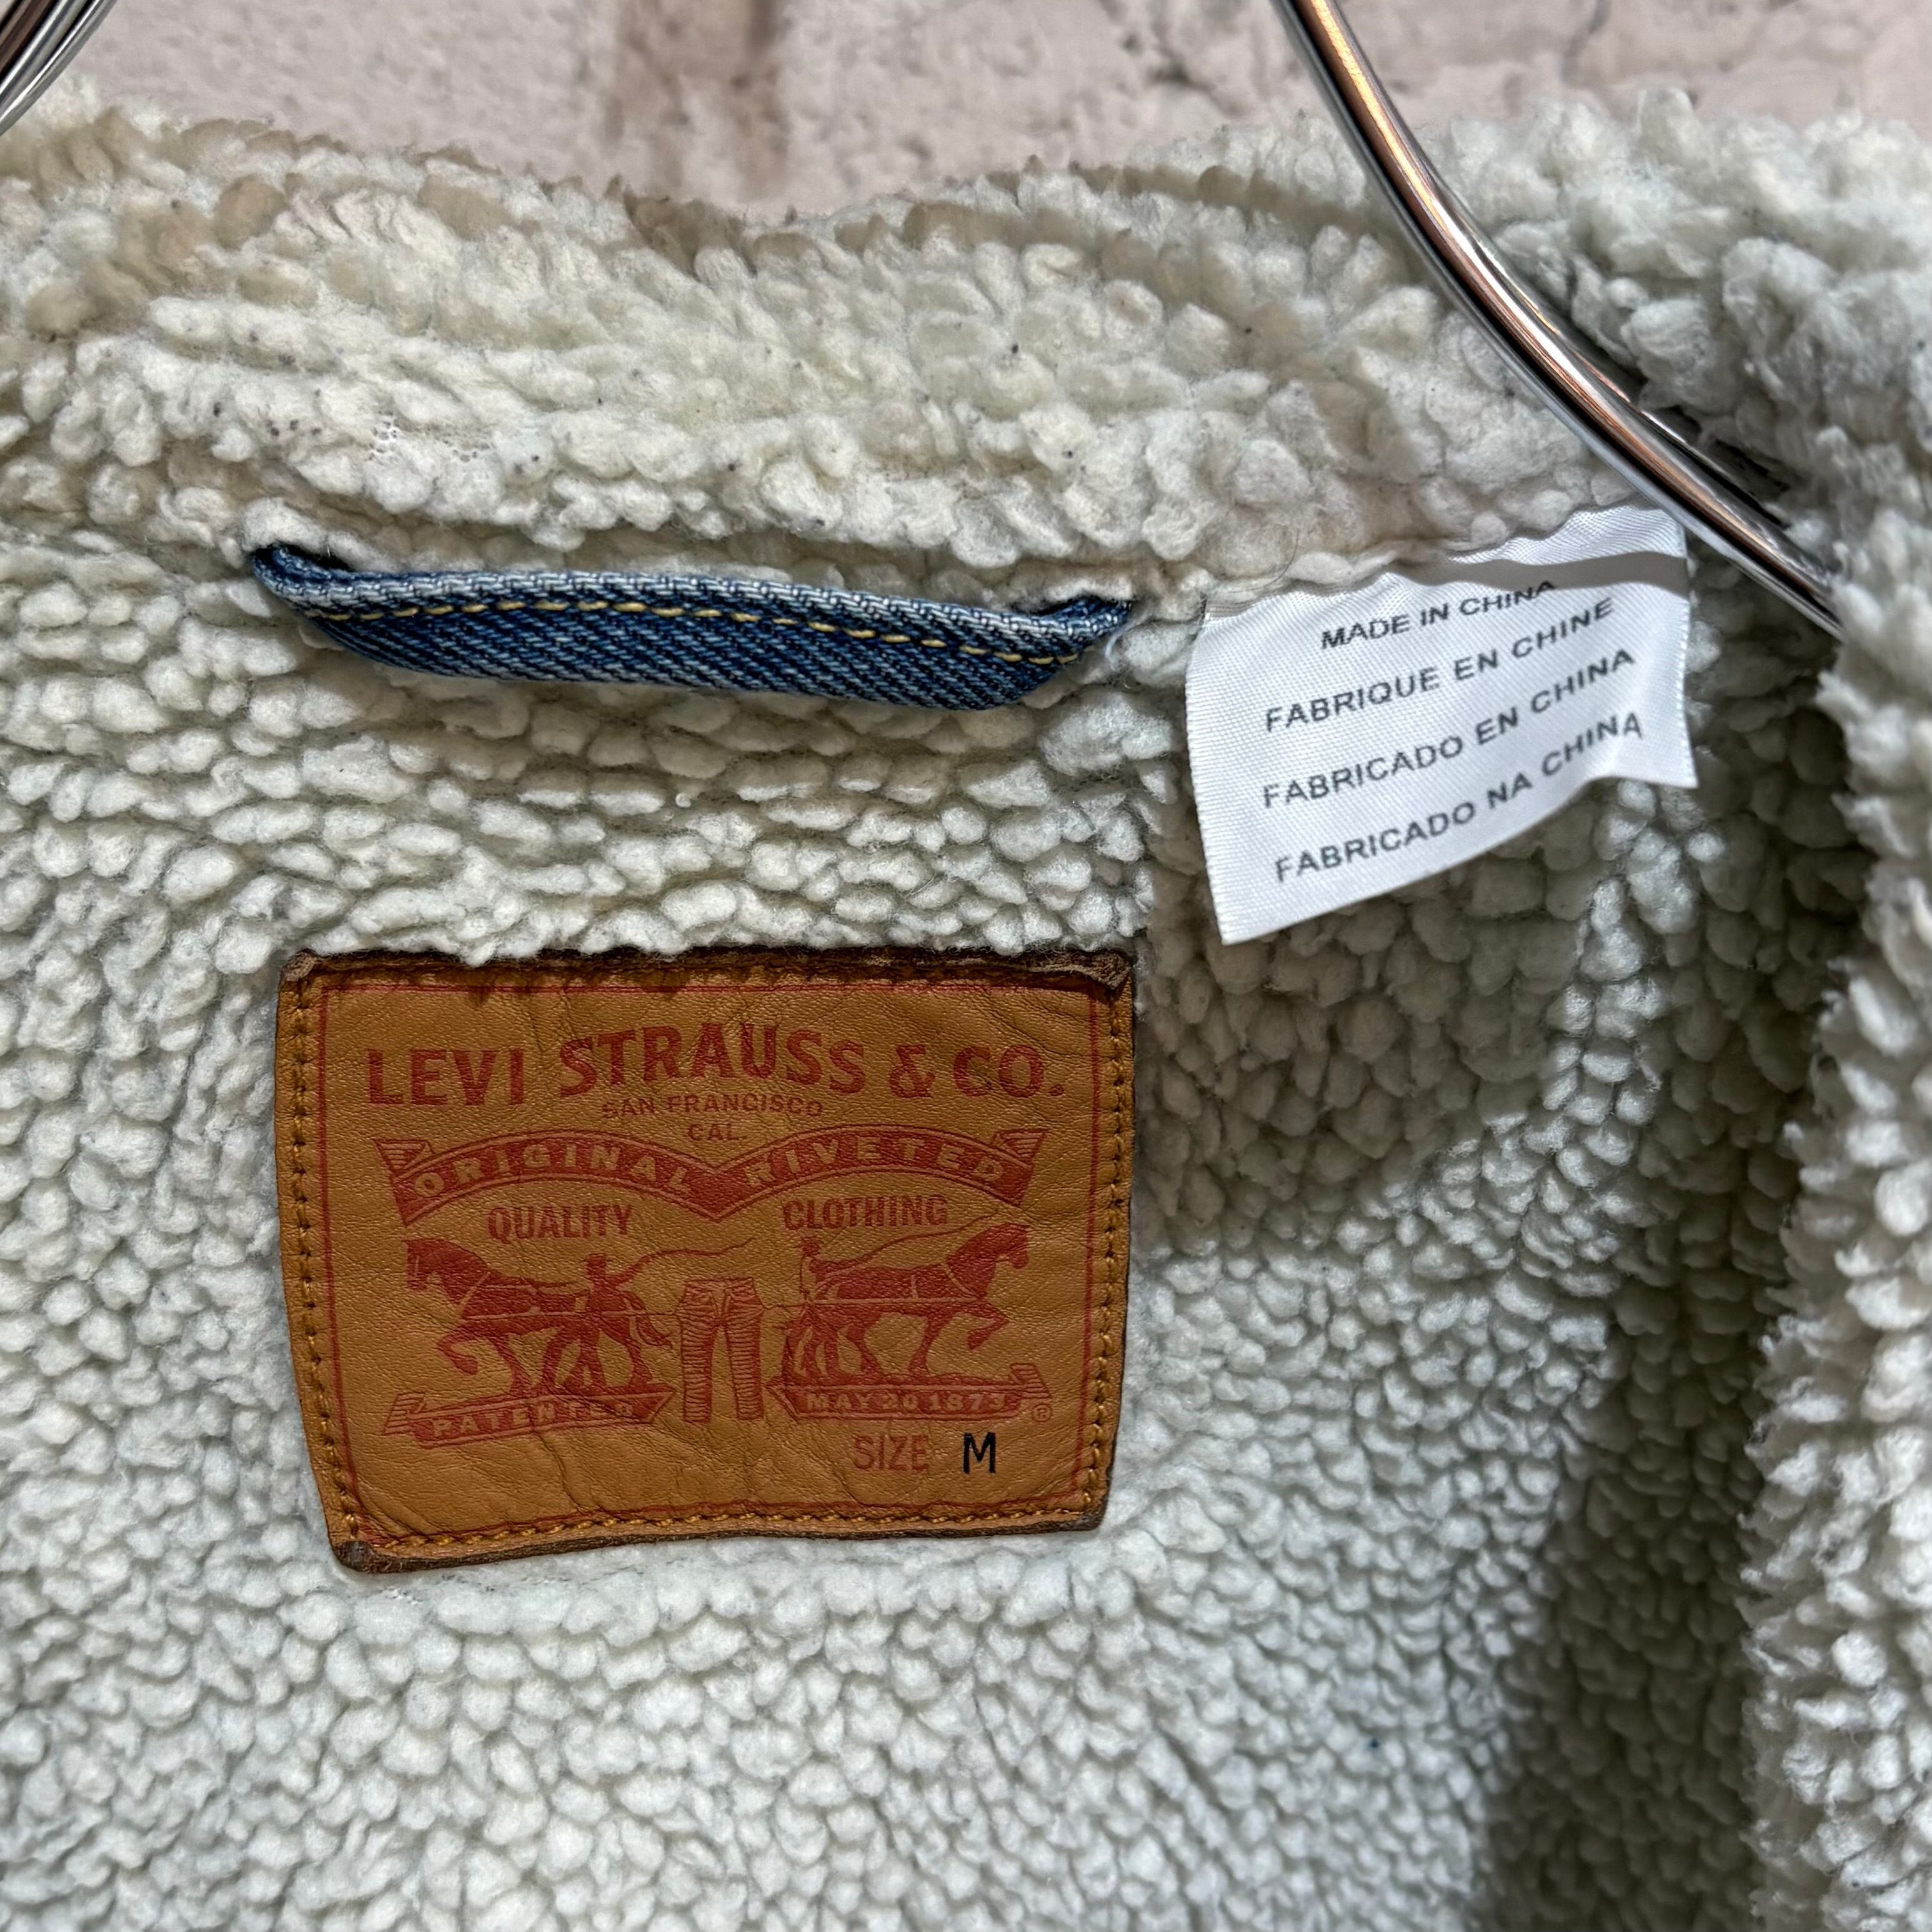 MADE IN CHINA
FABRIQUE EN CHINE
FABRICADO EN CHINA
FABRICADO NA CHINA
LEVI STRAUSS & CO.
SAN FRANCISCO
CAL.
ORIGINAL RIVETED
QUALITY CLOTHING
PATENTED MAY 20 1873 ®
SIZE M